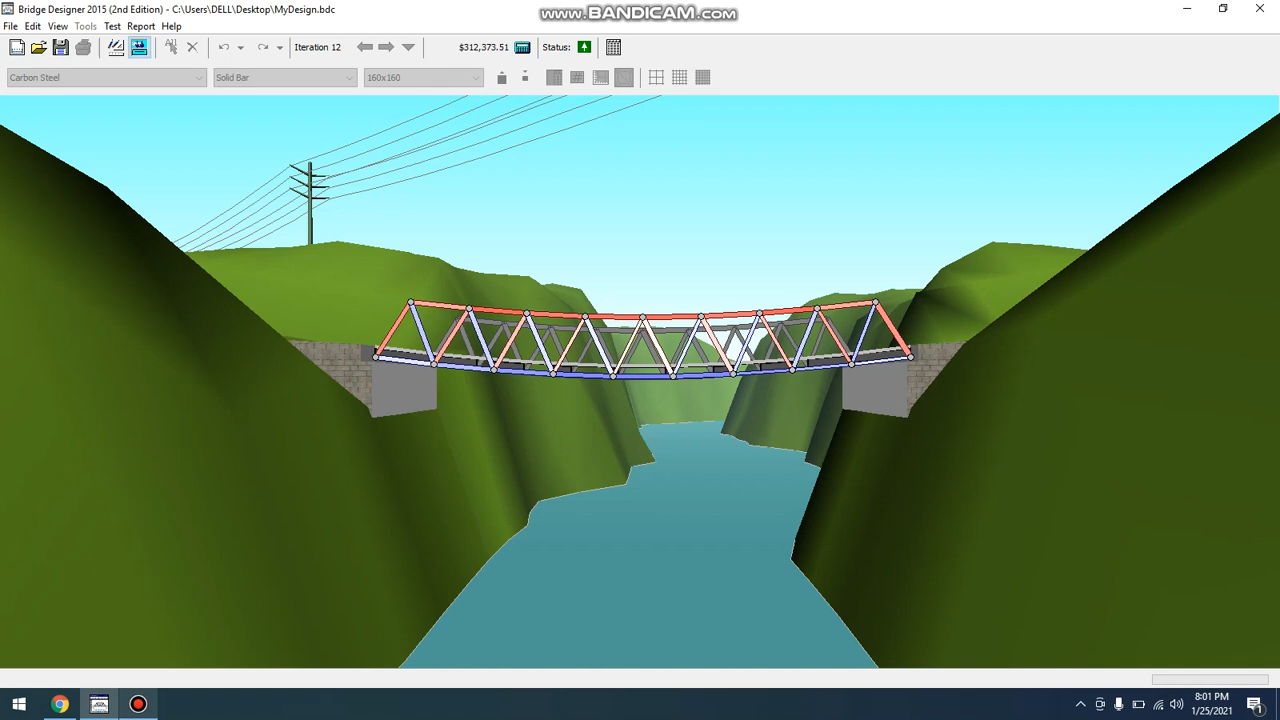 Bridge Designer 2015 (2nd Edition) - C:\Users\DELL\Desktop\MyDesign.bdc
www.BANDICAM.com
File Edit View Tools Test Report Help
Iteration 12 $312,373.51 Status:
Carbon Steel Solid Bar 160x160
8:01 PM
1/25/2021
1